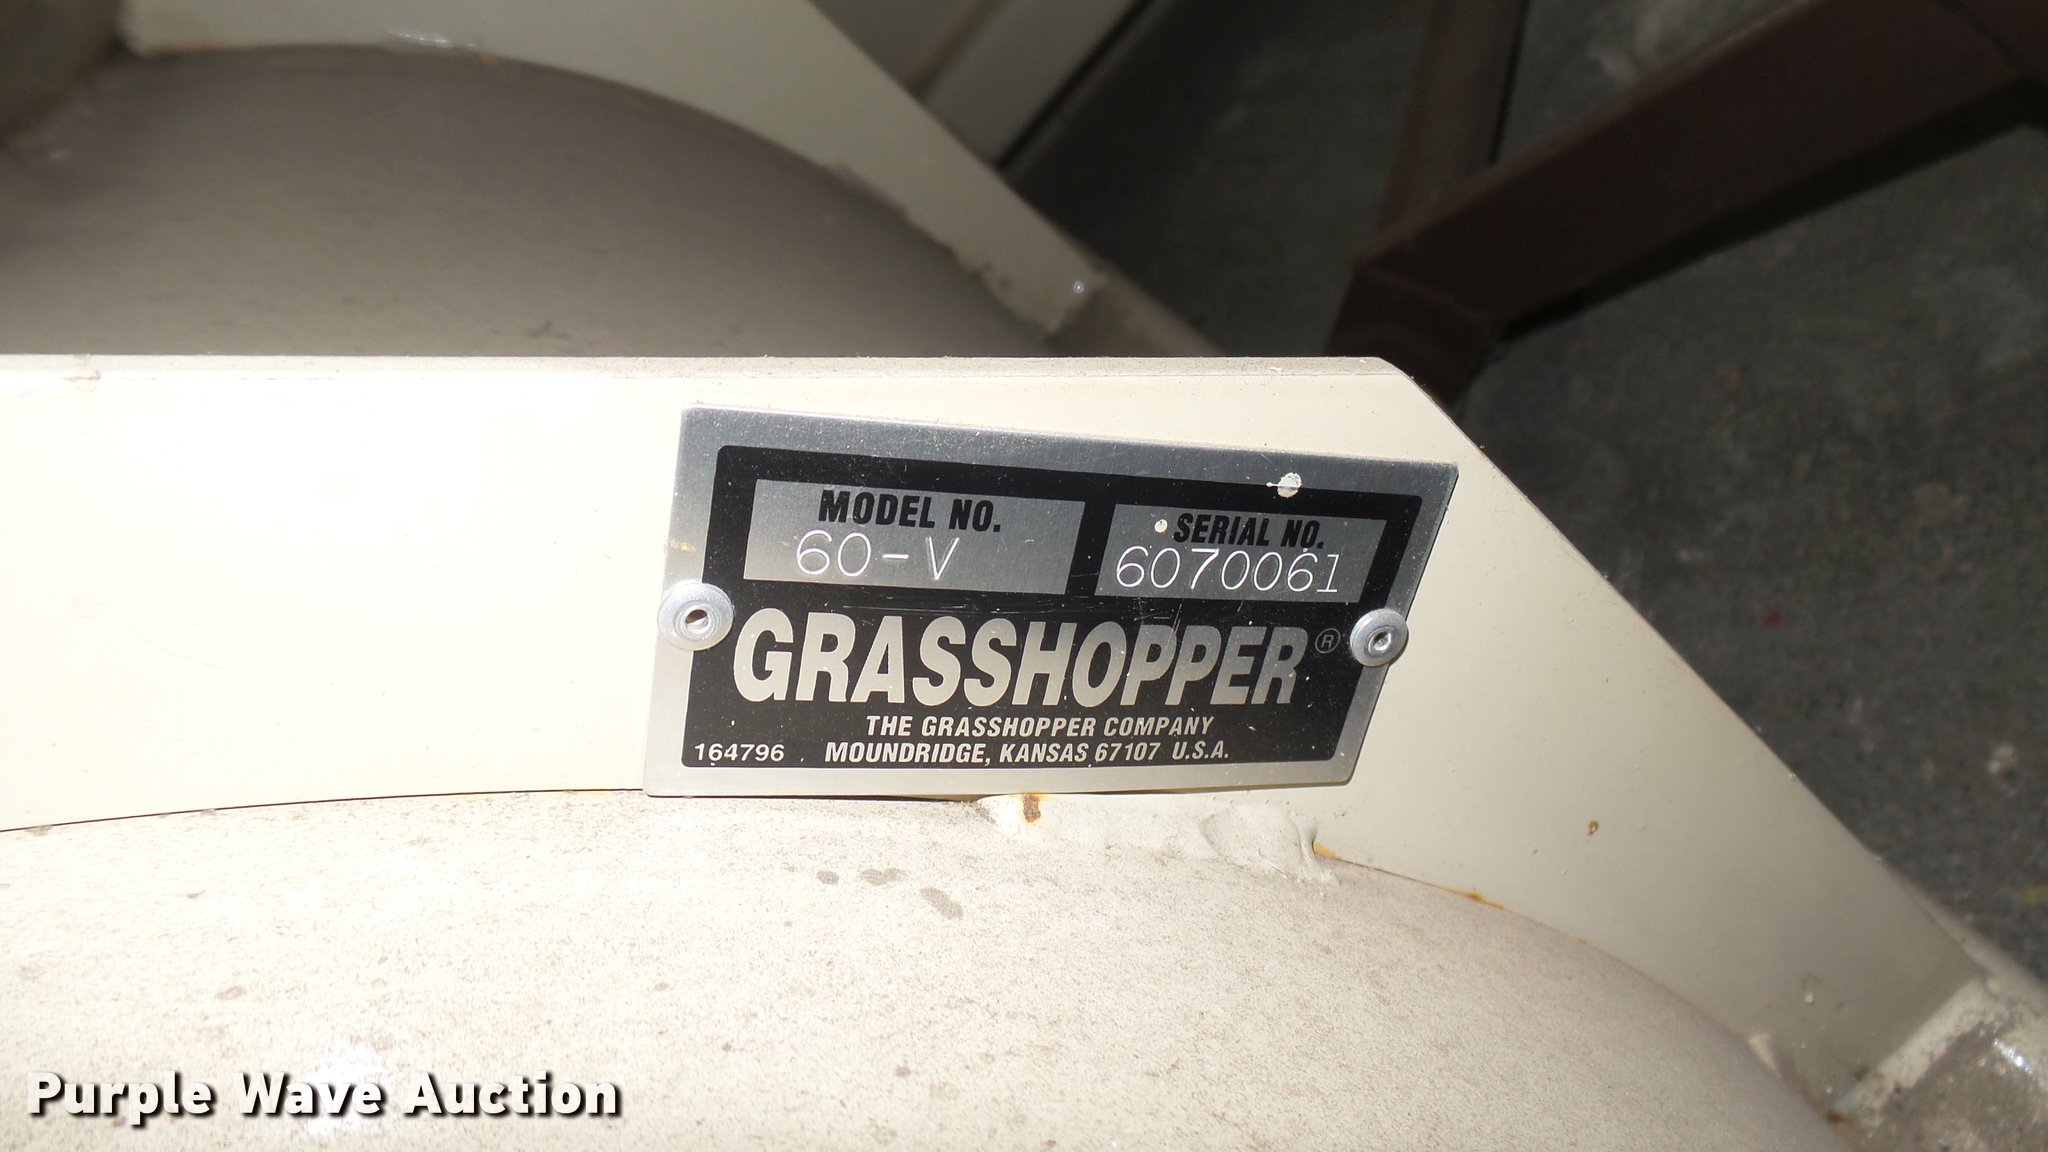 MODEL NO.
60-V
SERIAL NO.
6070061
GRASSHOPPER®
THE GRASSHOPPER COMPANY
164796 MOUNDRIDGE, KANSAS 67107 U.S.A.
Purple Wave Auction